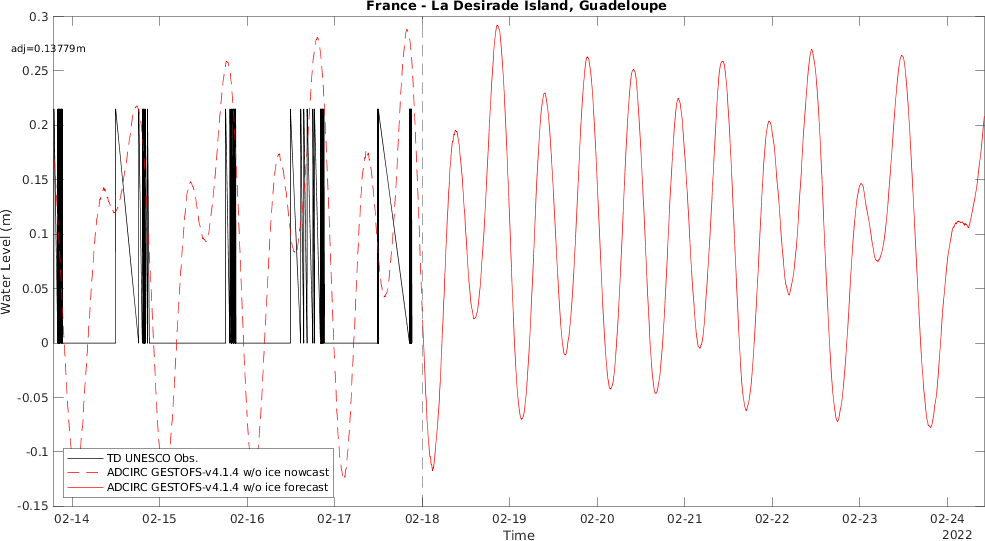 France - La Desirade Island, Guadeloupe
adj=0.13779m
0.3
0.25
0.2
0.15
0.1
0.05
0
-0.05
-0.1
-0.15
Water Level (m)
TD UNESCO Obs.
ADCIRC GESTOFS-v4.1.4 w/o ice nowcast
ADCIRC GESTOFS-v4.1.4 w/o ice forecast
02-14 02-15 02-16 02-17 02-18 02-19 02-20 02-21 02-22 02-23 02-24
Time
2022